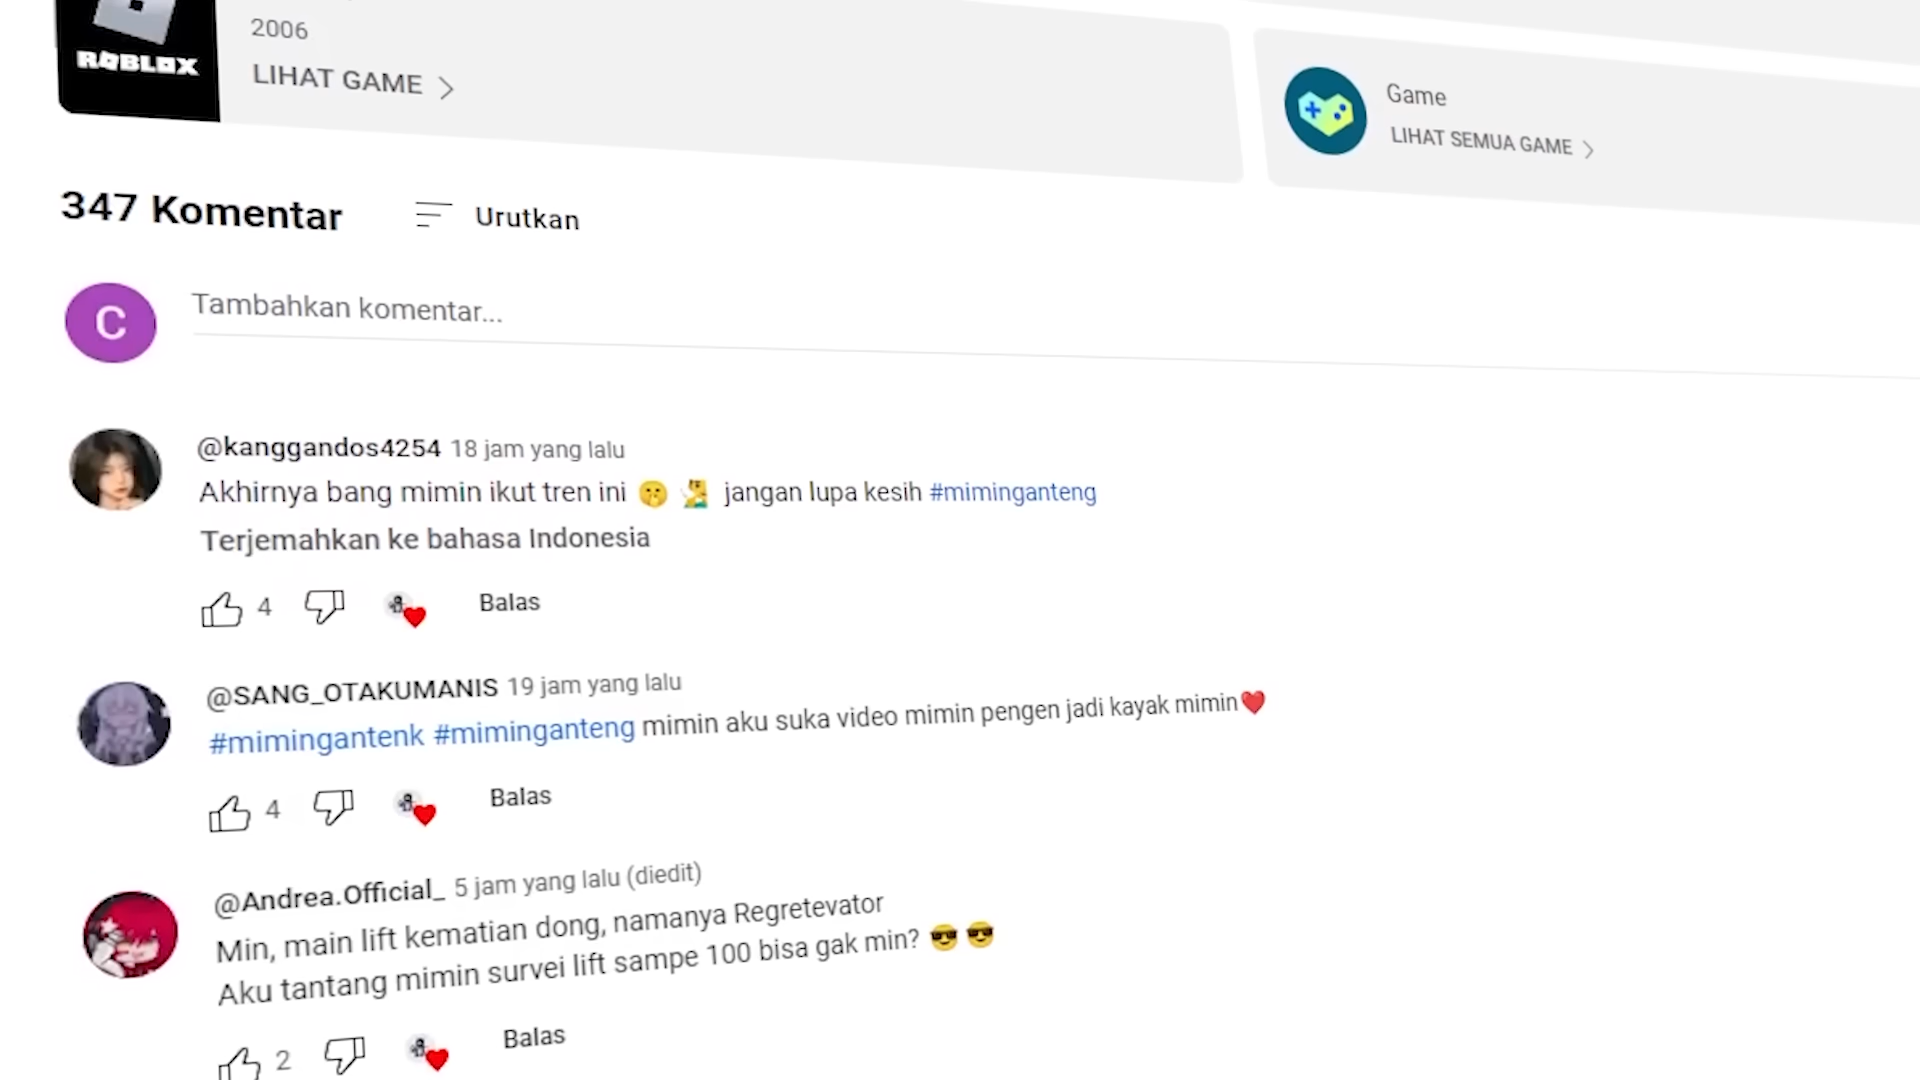 ROBLOX
2006
LIHAT GAME
Game
LIHAT SEMUA GAME
347 Komentar
Urutkan
C
Tambahkan komentar...
@kanggandos4254 18 jam yang lalu
Akhirnya bang mimin ikut tren ini 🤫 🧏‍♂️ jangan lupa kesih #miminganteng
Terjemahkan ke bahasa Indonesia
4
Balas
@SANG_OTAKUMANIS 19 jam yang lalu
#mimingantenk #miminganteng mimin aku suka video mimin pengen jadi kayak mimin❤️
4
Balas
@Andrea.Official_ 5 jam yang lalu (diedit)
Min, main lift kematian dong, namanya Regretevator
Aku tantang mimin survei lift sampe 100 bisa gak min? 😎 😎
2
Balas